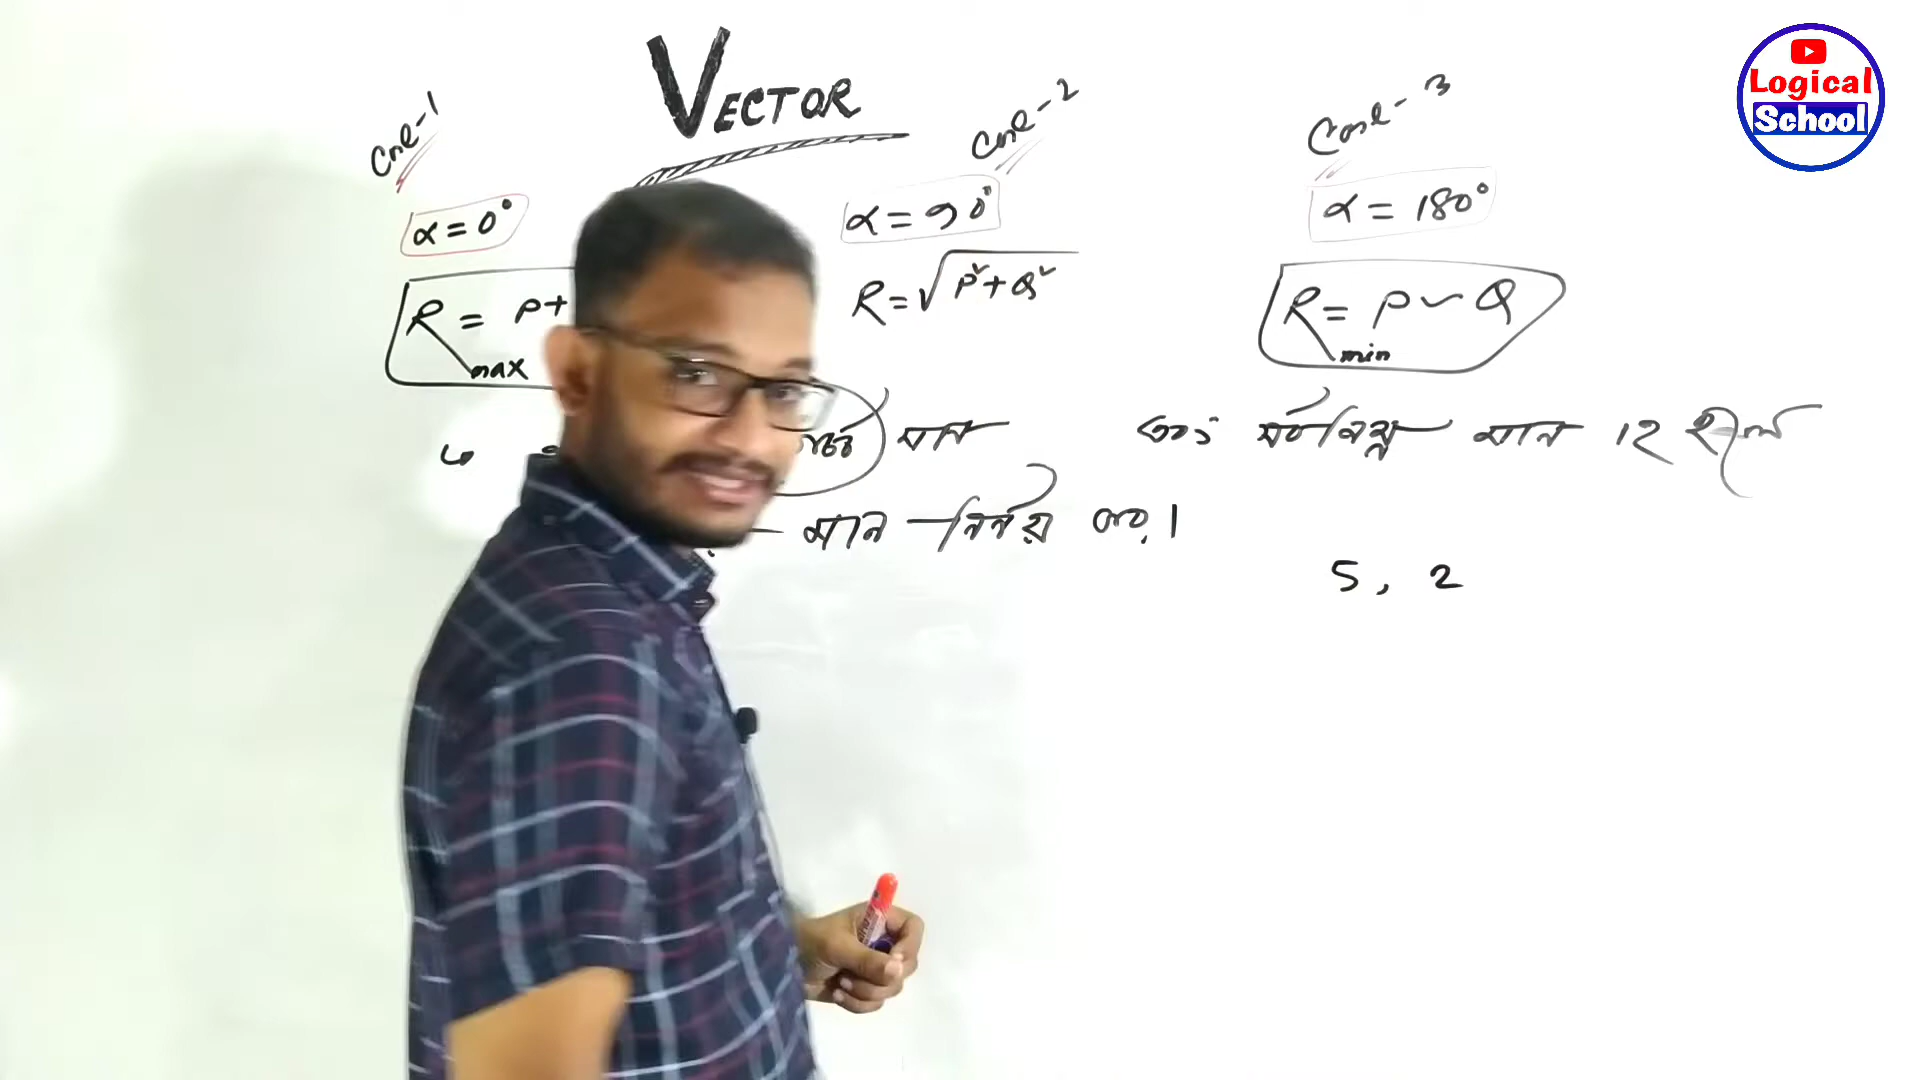 VECTOR
Case-1
Case-2
Case-3
α = 0°
α = 90°
α = 180°
R = P+
max
R = √P²+Q²
R = P ~ Q
min
মান এবং সর্বনিম্ন মান 12 হলে
মান নির্ণয় কর।
5, 2
Logical
School